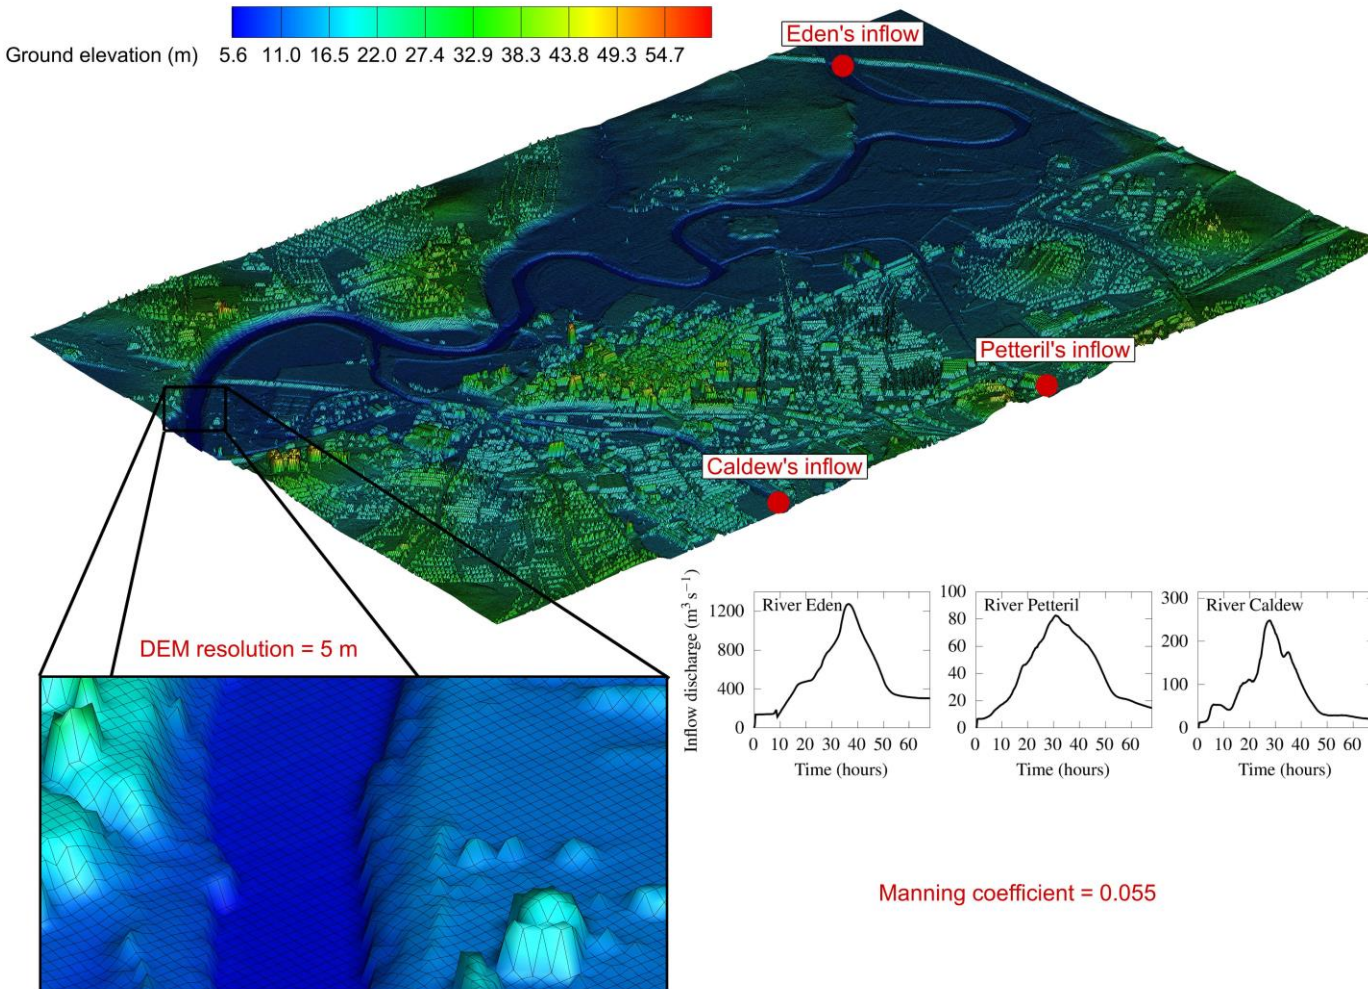 Ground elevation (m) 5.6 11.0 16.5 22.0 27.4 32.9 38.3 43.8 49.3 54.7
Eden's inflow
Petteril's inflow
Caldew's inflow
DEM resolution = 5 m
Inflow discharge (m³ s⁻¹)
River Eden
1200
800
400
0
0 10 20 30 40 50 60
Time (hours)
River Petteril
100
80
60
40
20
0
0 10 20 30 40 50 60
Time (hours)
River Caldew
300
200
100
0
0 10 20 30 40 50 60
Time (hours)
Manning coefficient = 0.055